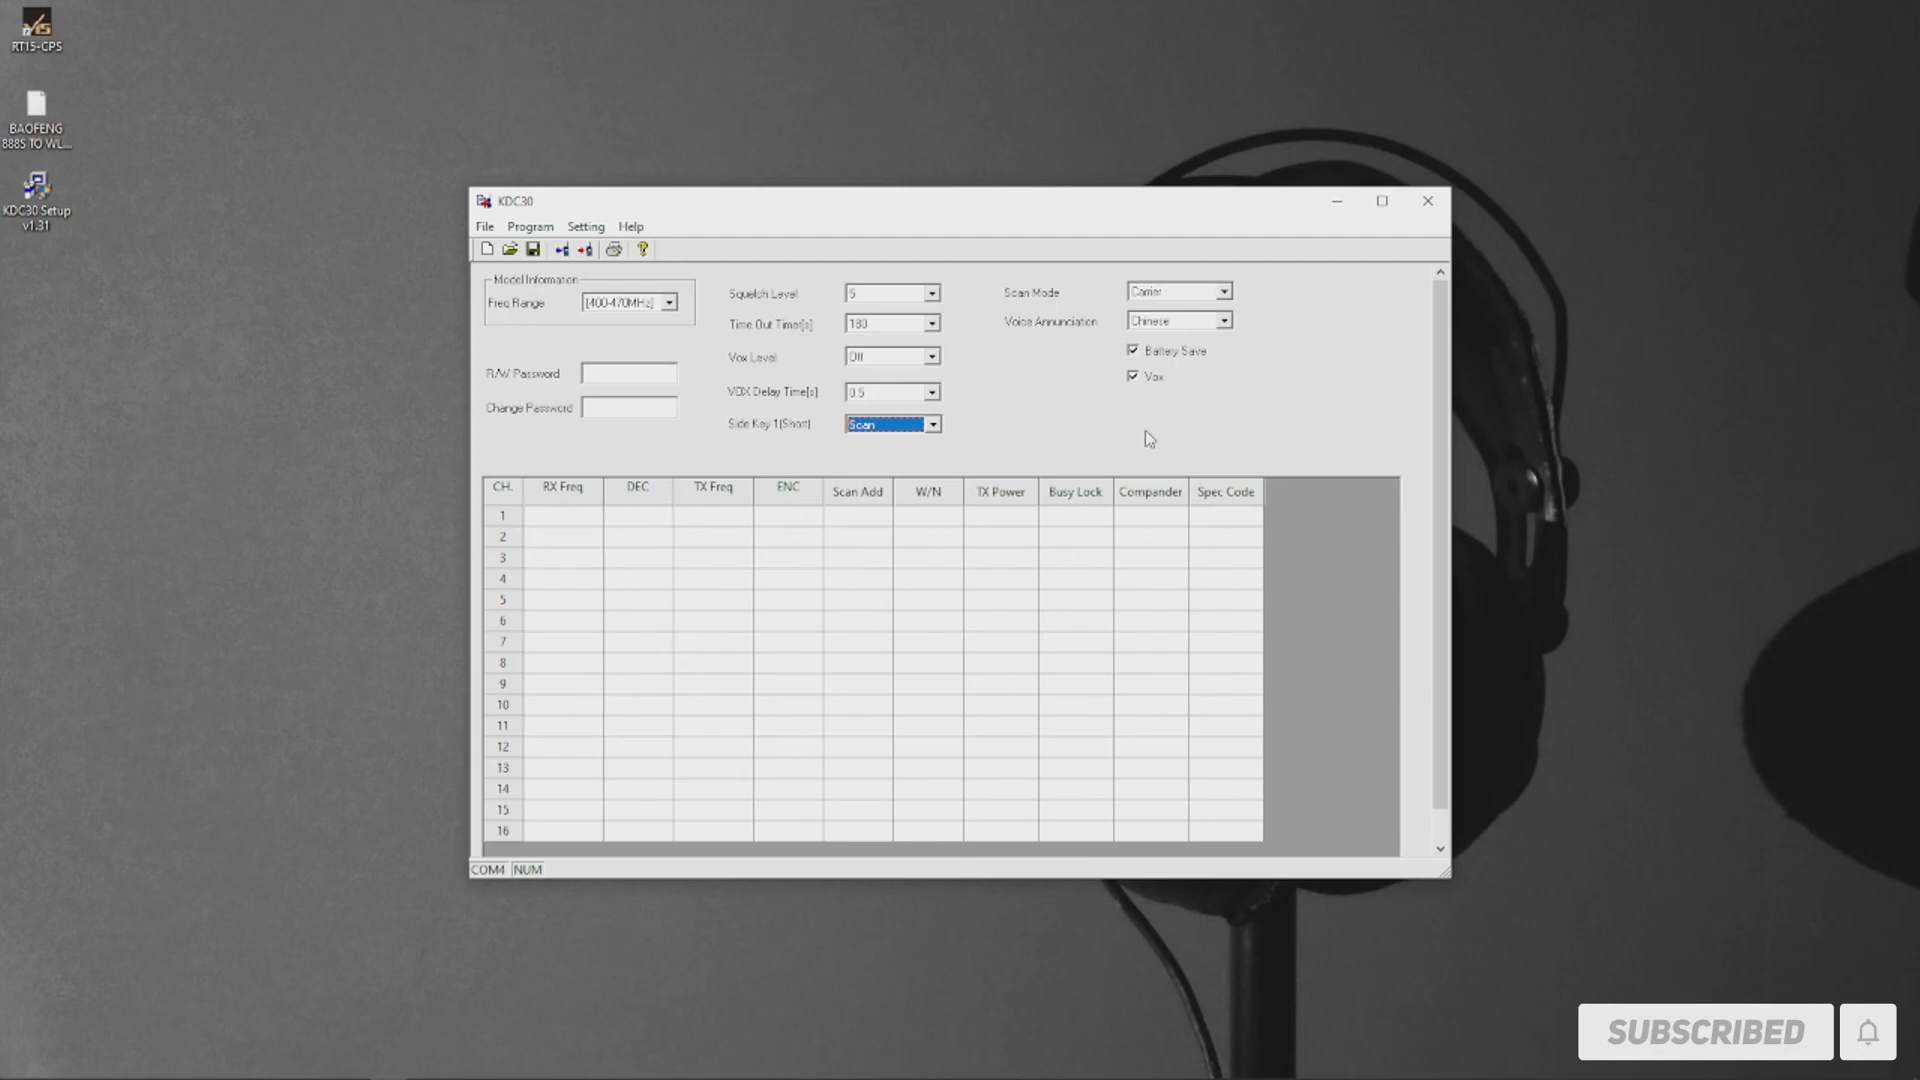 RT15-CPS
BAOFENG
888S TO WL...
KDC30 Setup
v1.31
KDC30
File Program Setting Help
Model Information
Freq Range [400-470MHz]
R/W Password
Change Password
Squelch Level 5
Time Out Timer[s] 180
Vox Level Off
VOX Delay Time[s] 0.5
Side Key 1(Short) Scan
Scan Mode Carrier
Voice Annunciation Chinese
Battery Save
Vox
CH. RX Freq DEC TX Freq ENC Scan Add W/N TX Power Busy Lock Compander Spec Code
1
2
3
4
5
6
7
8
9
10
11
12
13
14
15
16
COM4 NUM
SUBSCRIBED